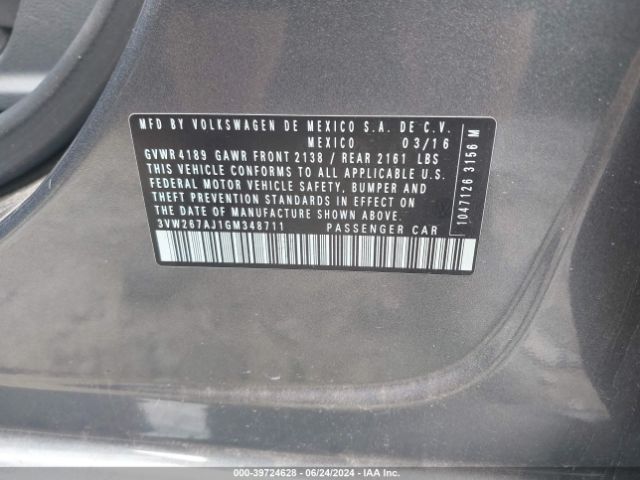 MFD BY VOLKSWAGEN DE MEXICO S.A. DE C.V.
MEXICO 03/16
GVWR 4189 GAWR FRONT 2138 / REAR 2161 LBS
THIS VEHICLE CONFORMS TO ALL APPLICABLE U.S.
FEDERAL MOTOR VEHICLE SAFETY, BUMPER AND
THEFT PREVENTION STANDARDS IN EFFECT ON
THE DATE OF MANUFACTURE SHOWN ABOVE.
3VW267AJ1GM348711 PASSENGER CAR
1047126 3156 M
000-39724628 - 06/24/2024 - IAA Inc.